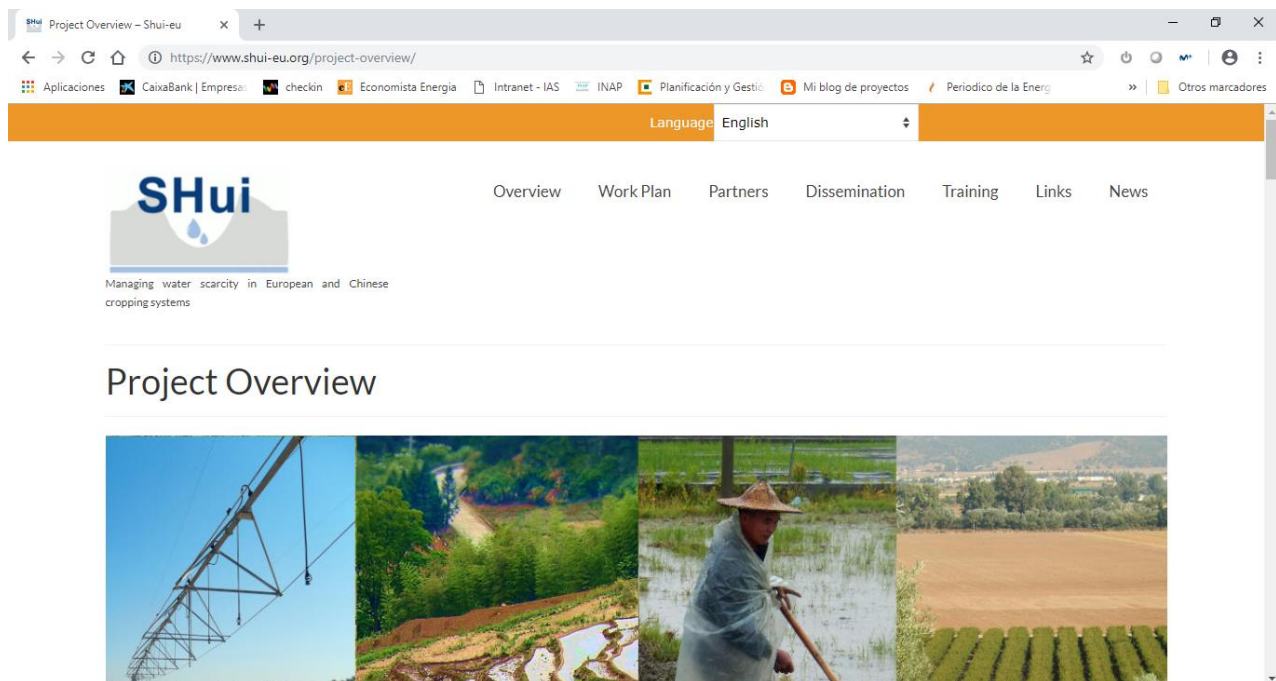 SHui Project Overview – Shui-eu
https://www.shui-eu.org/project-overview/
Aplicaciones CaixaBank | Empresas checkin eE Economista Energia Intranet - IAS INAP Planificación y Gestió Mi blog de proyectos Periodico de la Energ » Otros marcadores
Language English
SHui
Overview Work Plan Partners Dissemination Training Links News
Managing water scarcity in European and Chinese
cropping systems
Project Overview